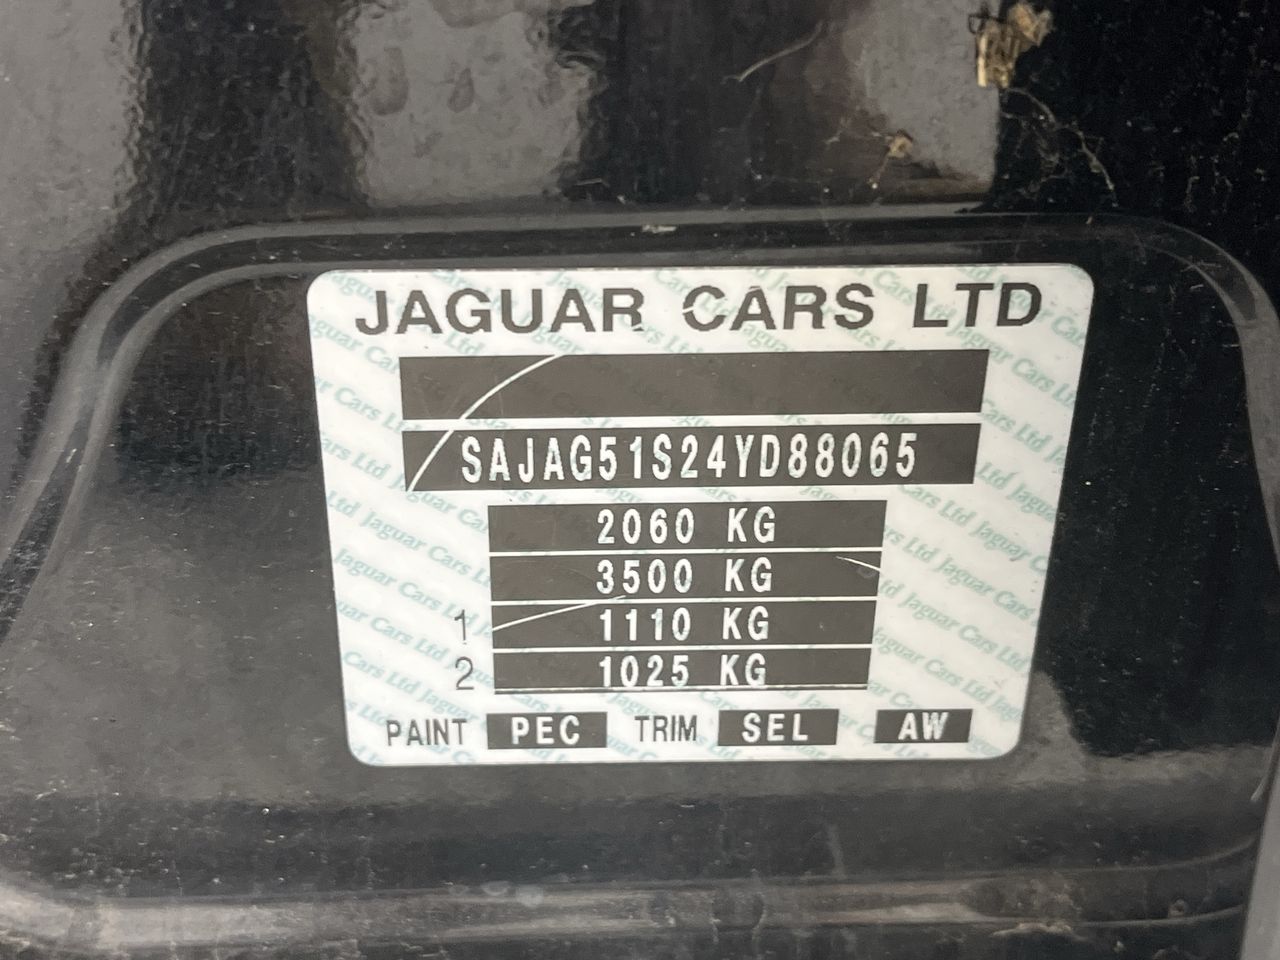 JAGUAR CARS LTD
SAJAG51S24YD88065
2060 KG
3500 KG
1 1110 KG
2 1025 KG
PAINT PEC TRIM SEL AW